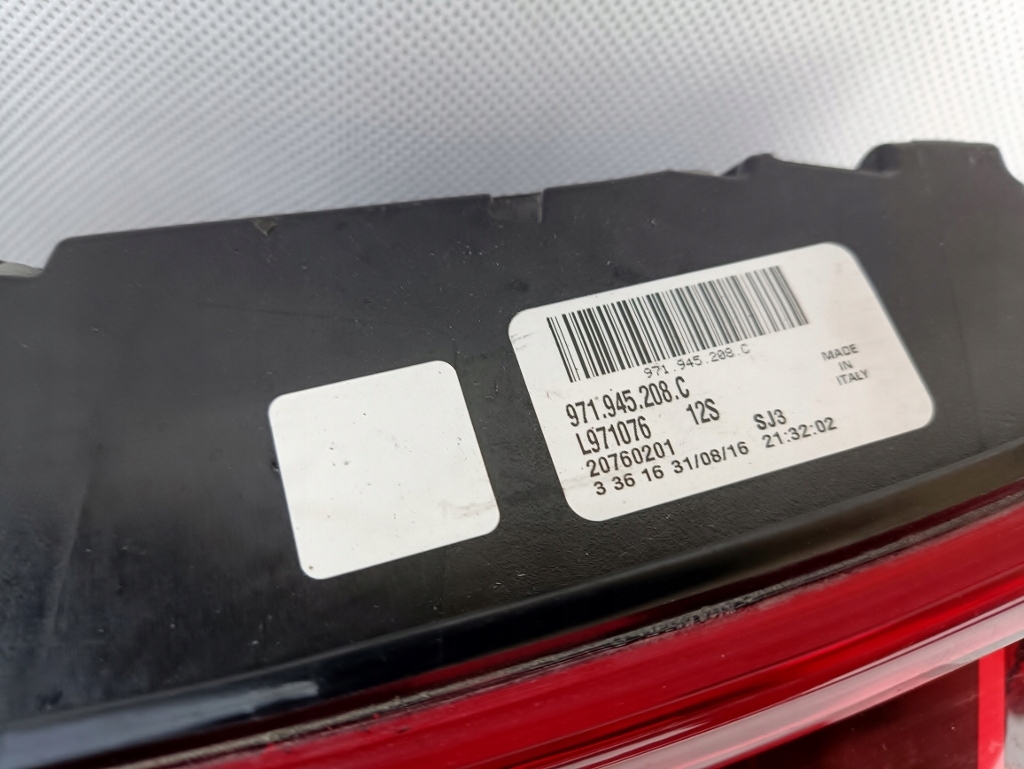 971.945.208.C
MADE
IN
ITALY
971.945.208.C
L971076 12S SJ3
20760201
3 36 16 31/08/16 21:32:02